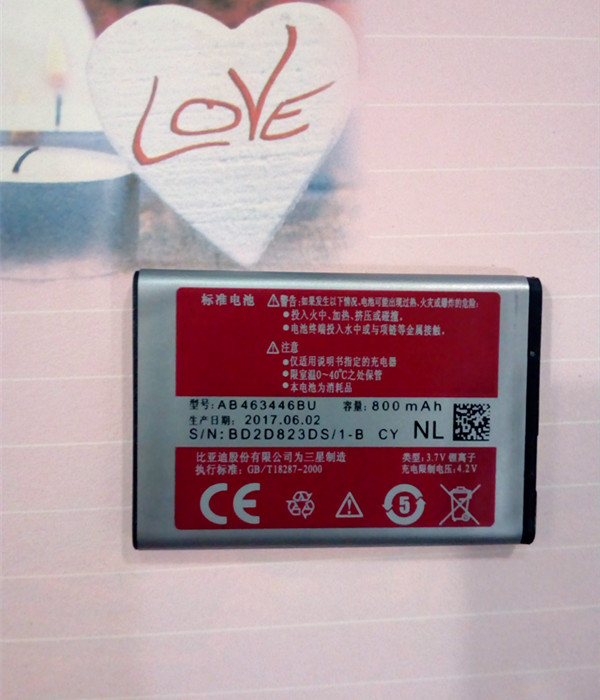 LOVE
标准电池 警告:如果发生以下情况,电池可能出现过热、火灾或爆炸的危险:
●投入火中、加热、挤压或碰撞。
●电池终端投入水中或与项链等金属接触。
注意
●仅适用说明书指定的充电器
●限室温0~40℃之处保管
●本电池为消耗品
型号:AB463446BU 容量:800mAh
生产日期: 2017.06.02
S/N:BD2D823DS/1-B CY NL
比亚迪股份有限公司为三星制造 类型:3.7V 锂离子
执行标准:GB/T18287-2000 充电限制电压:4.2V
CE 5